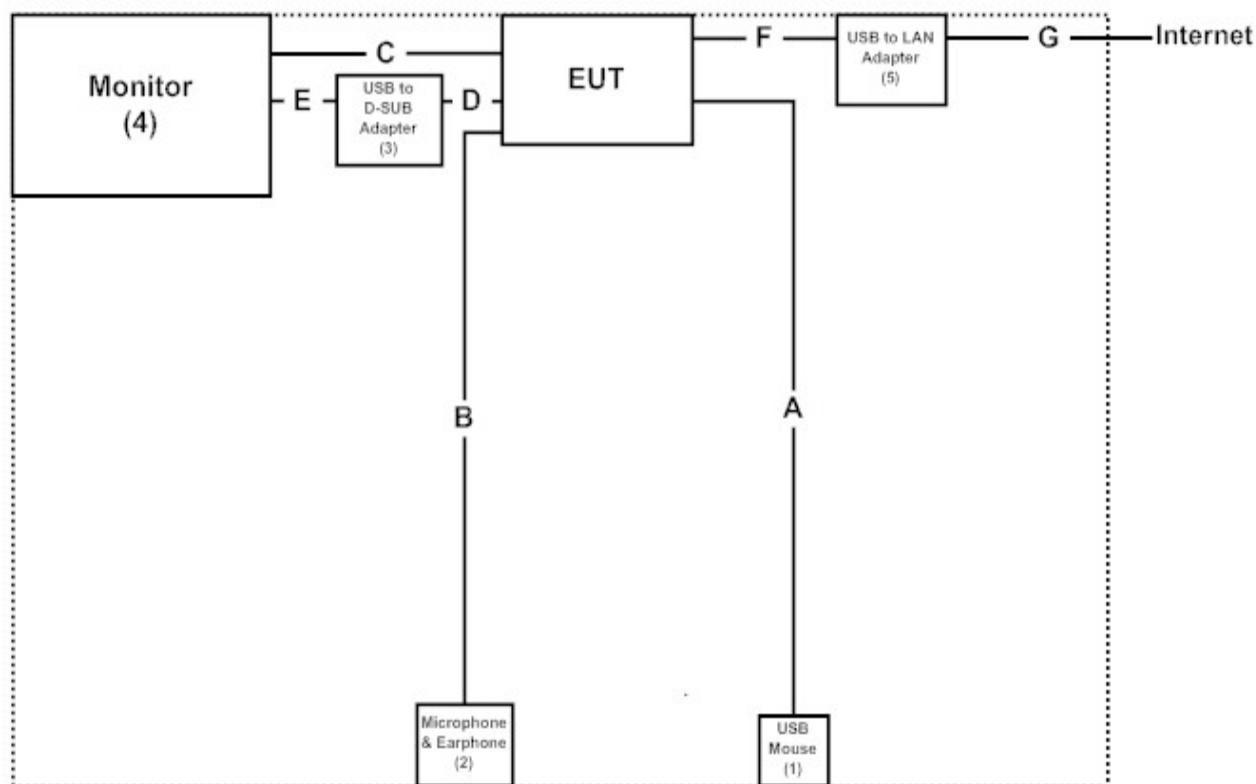 Monitor
(4)
C
E
USB to
D-SUB
Adapter
(3)
D
EUT
F
USB to LAN
Adapter
(5)
G
Internet
B
A
Microphone
& Earphone
(2)
USB
Mouse
(1)